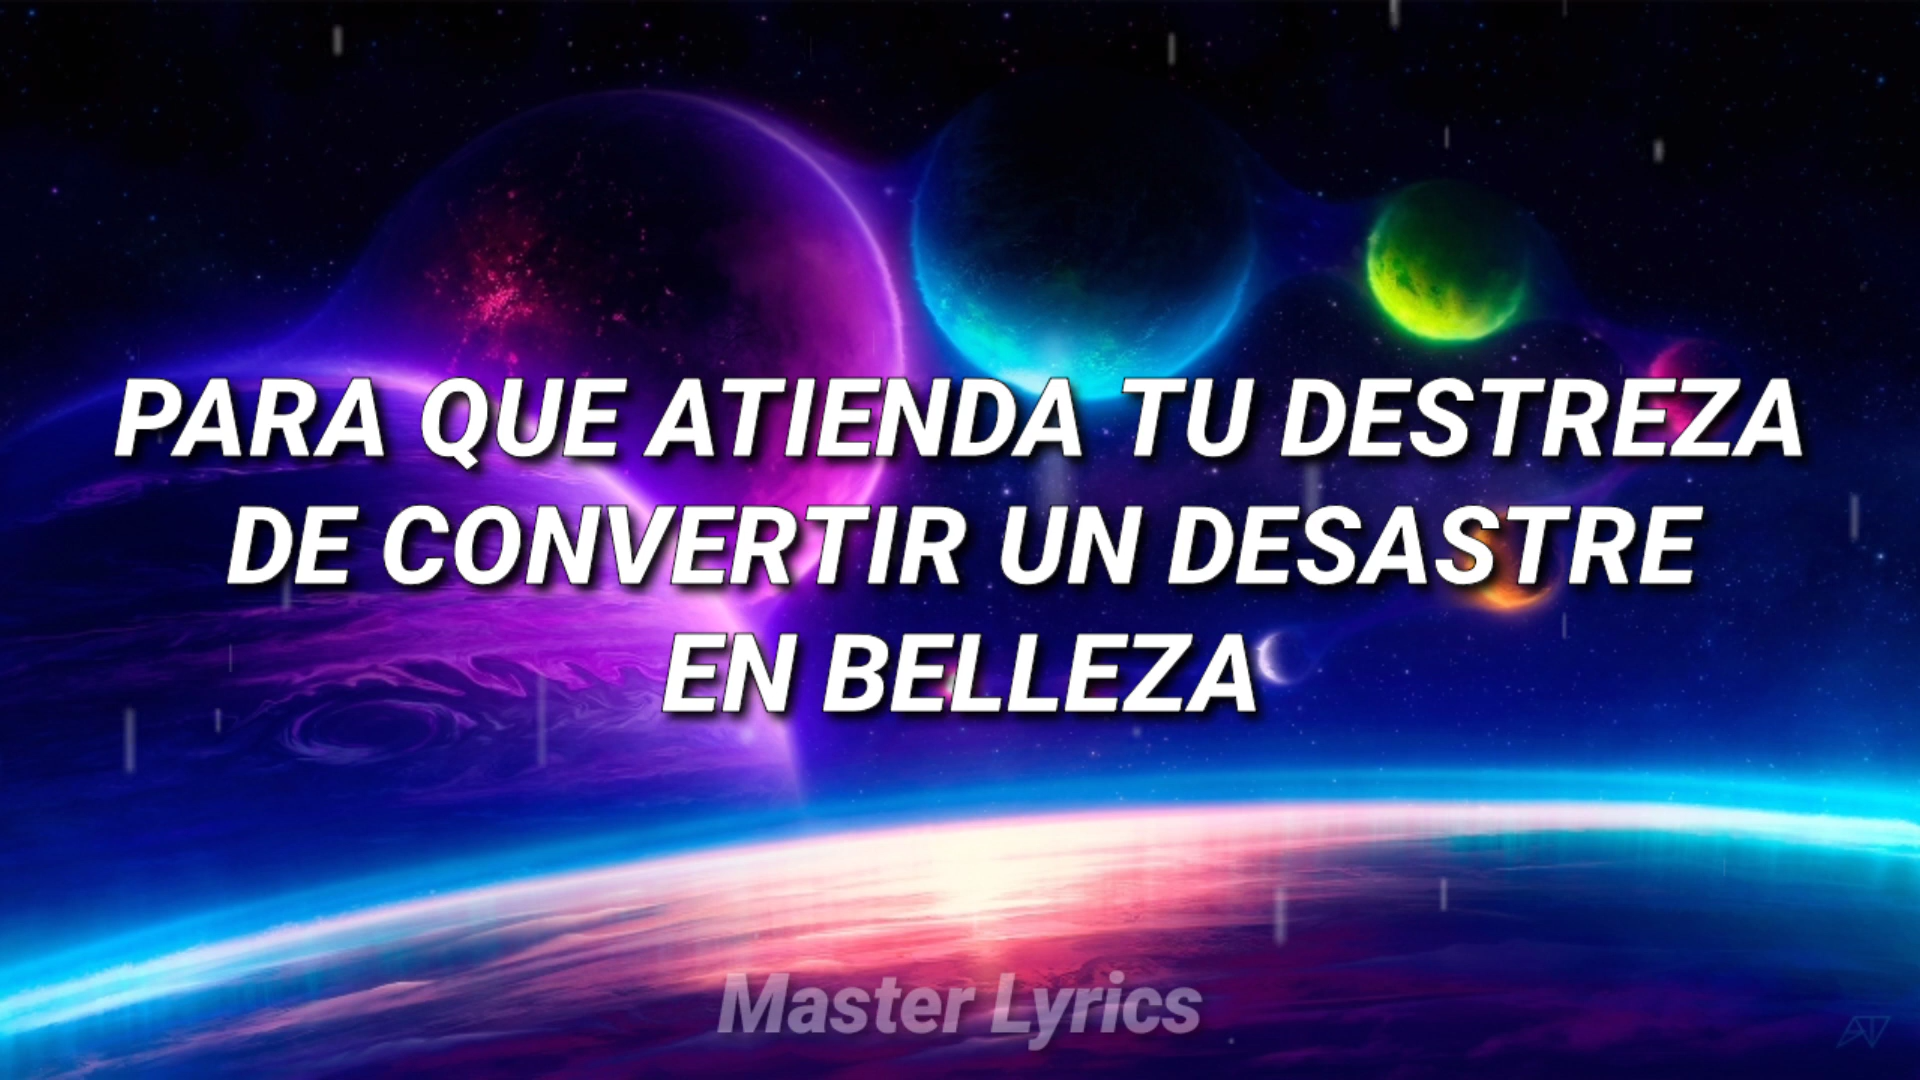 PARA QUE ATIENDA TU DESTREZA
DE CONVERTIR UN DESASTRE
EN BELLEZA
Master Lyrics